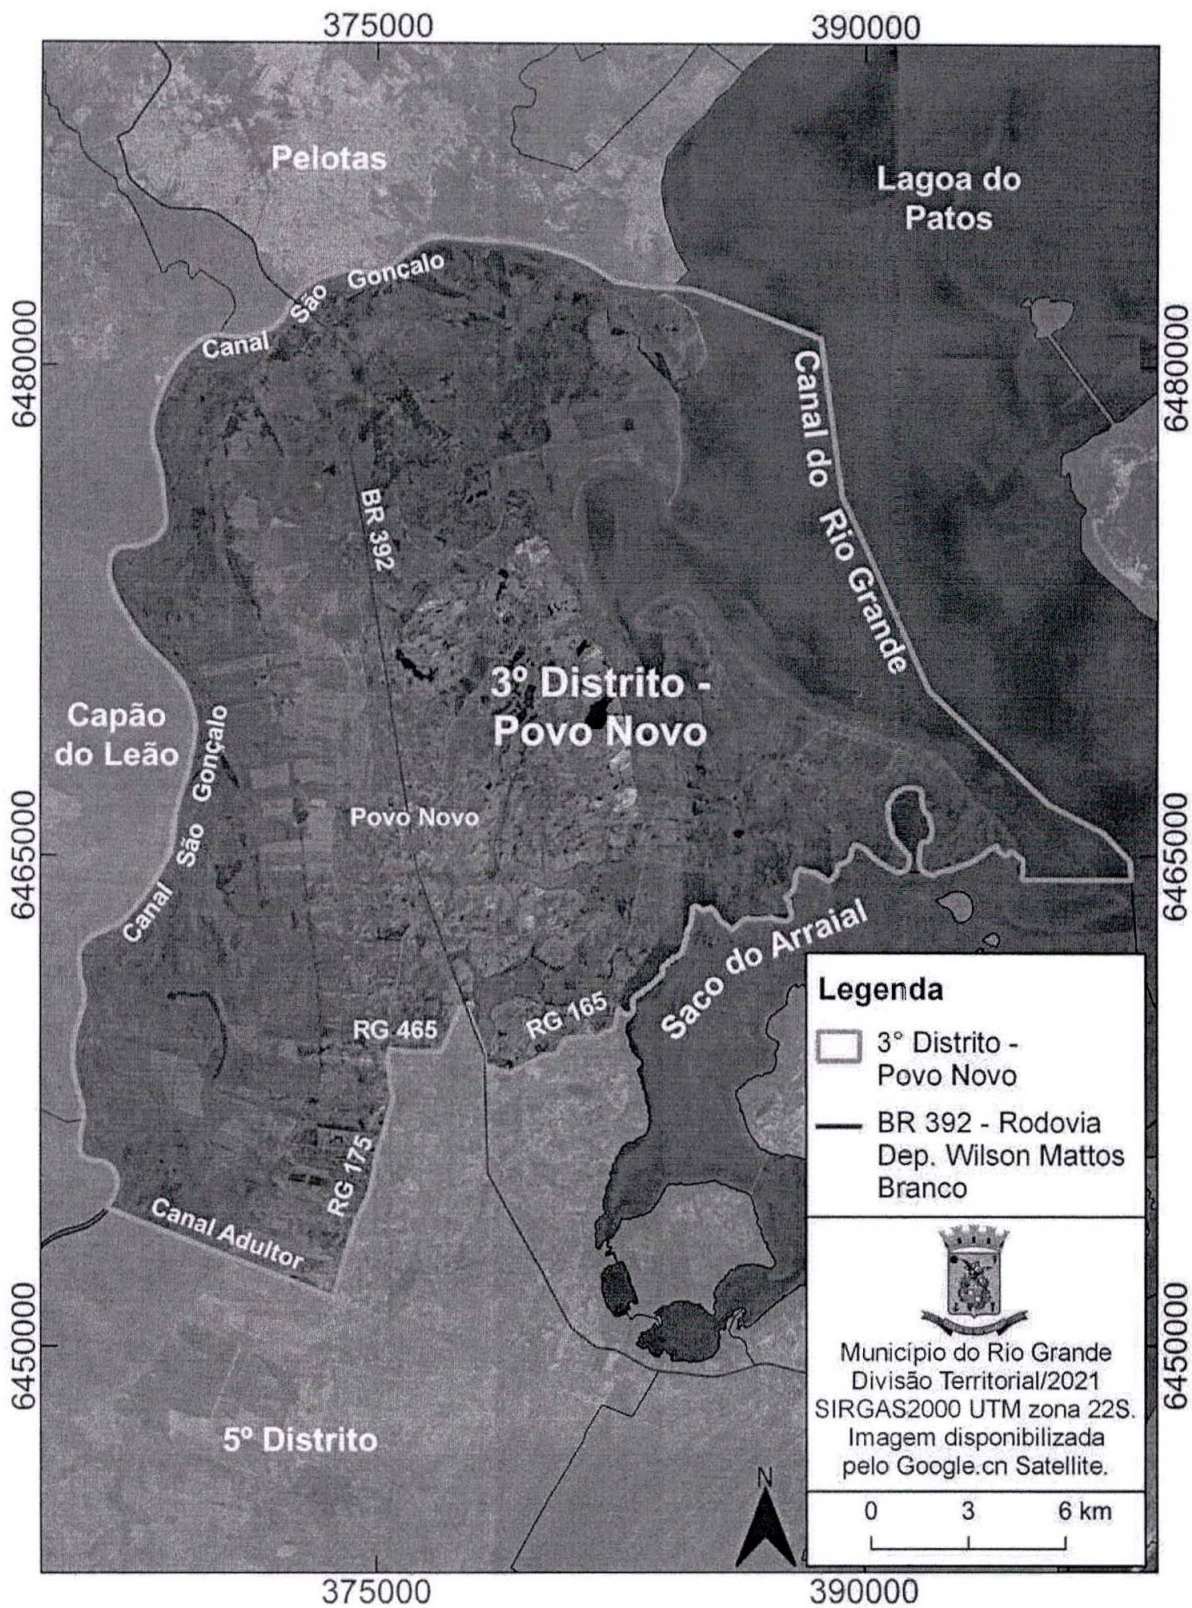 375000
390000
Pelotas
Lagoa do
Patos
Canal São Gonçalo
6480000
6480000
Canal do Rio Grande
BR 392
3º Distrito -
Povo Novo
Capão
do Leão
Canal São Gonçalo
Povo Novo
6465000
6465000
Saco do Arraial
RG 465
RG 165
RG 175
Canal Adultor
6450000
6450000
5º Distrito
Legenda
3° Distrito -
Povo Novo
BR 392 - Rodovia
Dep. Wilson Mattos
Branco
Município do Rio Grande
Divisão Territorial/2021
SIRGAS2000 UTM zona 22S.
Imagem disponibilizada
pelo Google.cn Satellite.
N
0 3 6 km
375000
390000